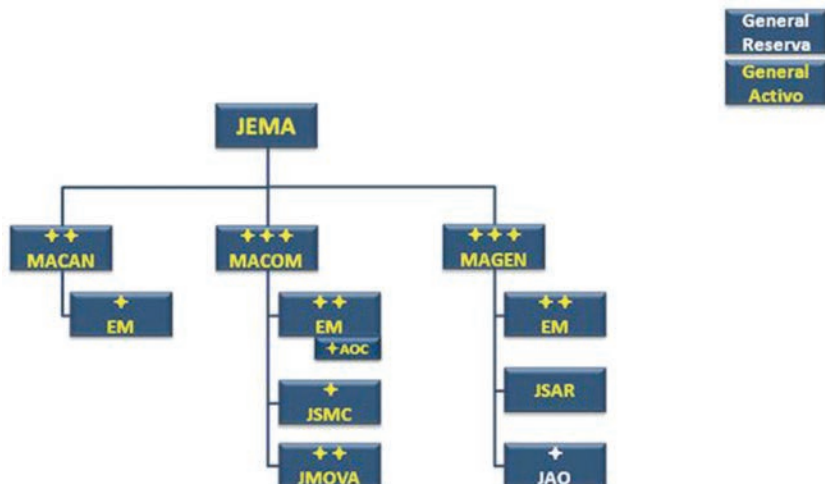 General
Reserva
General
Activo
JEMA
MACAN
MACOM
MAGEN
EM
EM
AOC
EM
JSMC
JSAR
JMOVA
JAO